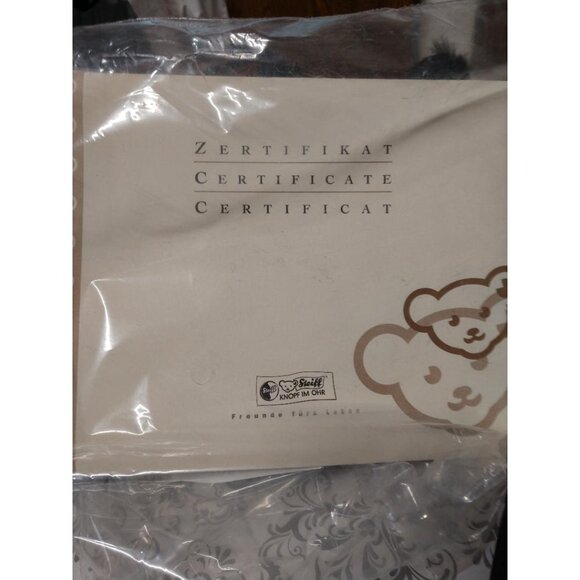 ZERTIFIKAT
CERTIFICATE
CERTIFICAT
Steiff
KNOPF IM OHR
Freunde fürs Leben